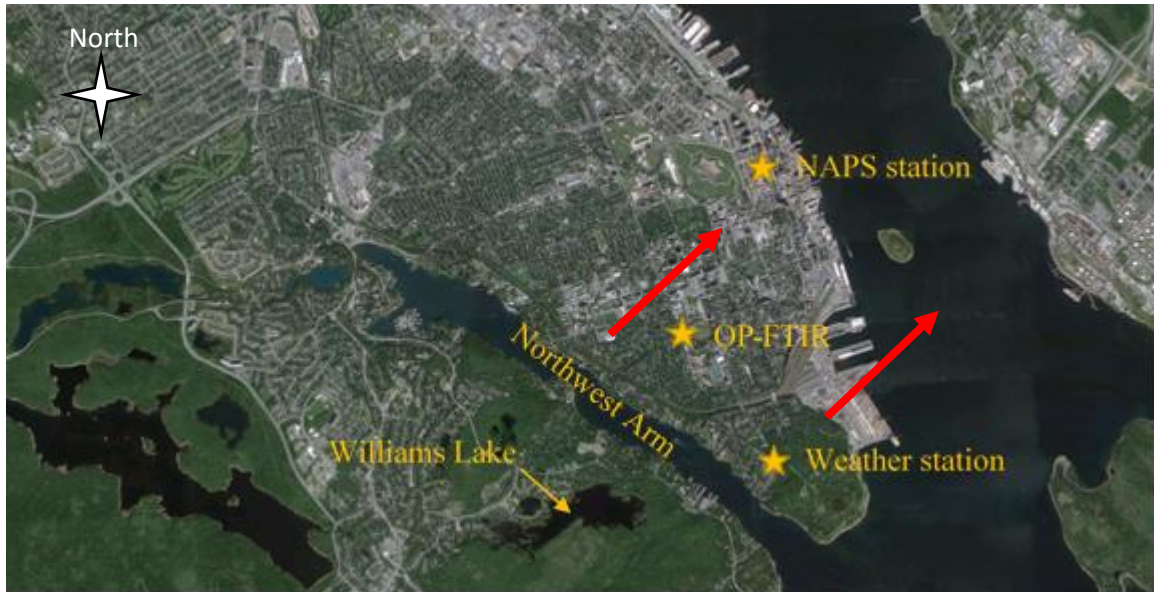 North
NAPS station
OP-FTIR
Northwest Arm
Williams Lake
Weather station